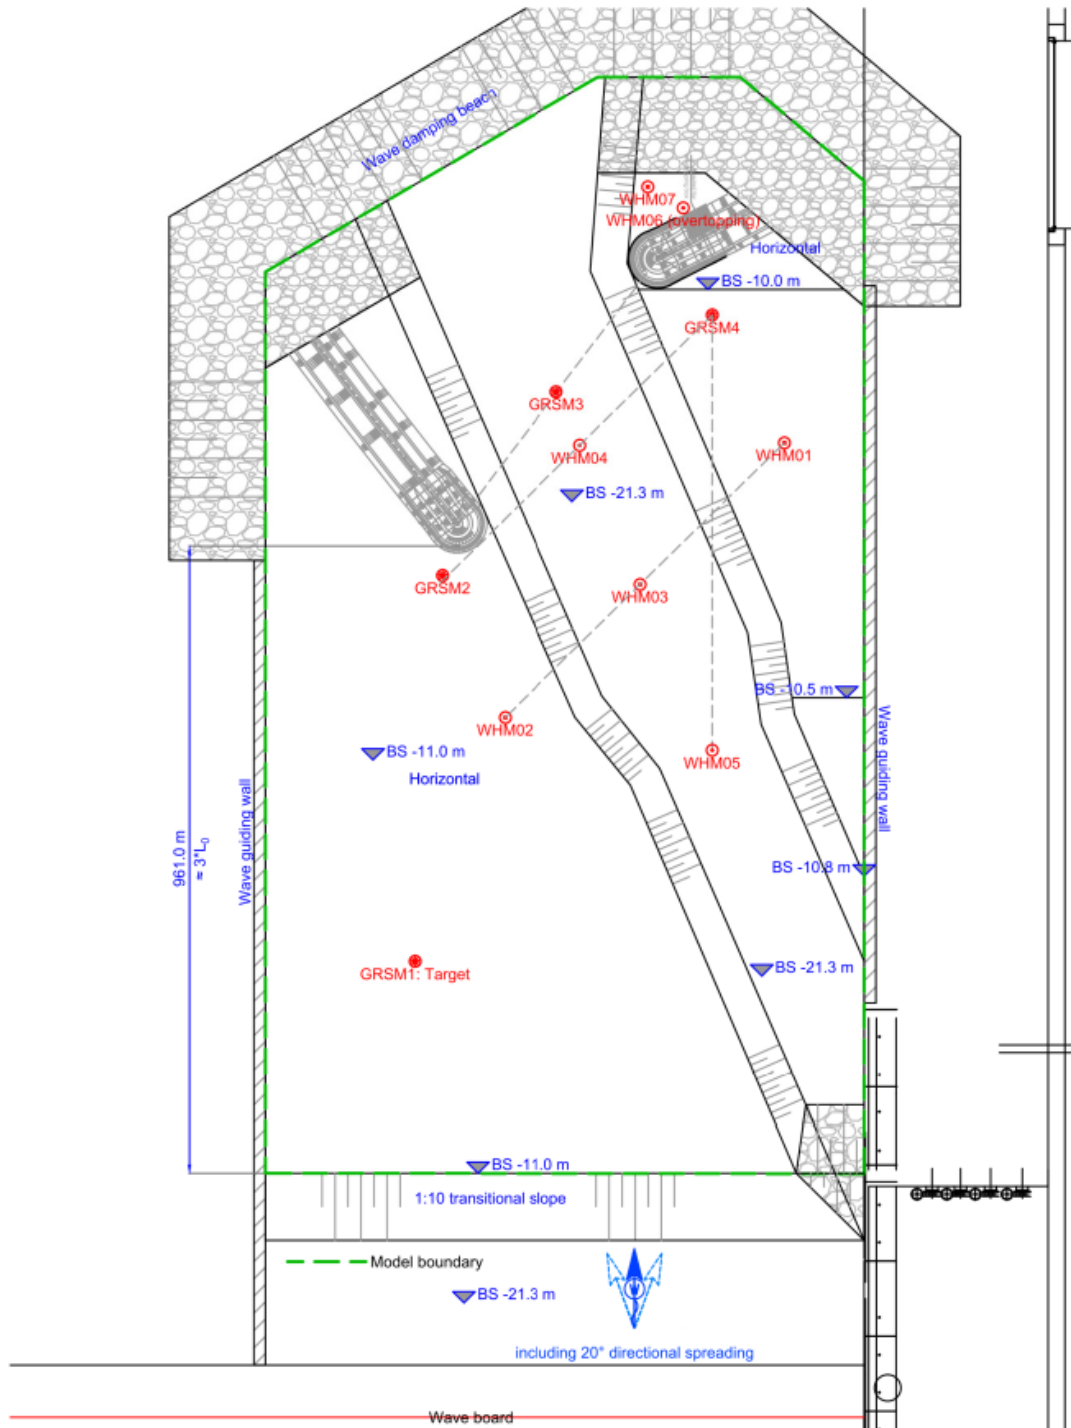 Wave damping beach
WHM07
WHM06 (overtopping)
Horizontal
BS -10.0 m
GRSM4
GRSM3
WHM04
WHM01
BS -21.3 m
GRSM2
WHM03
BS -10.5 m
WHM02
BS -11.0 m
WHM05
Horizontal
Wave guiding wall
Wave guiding wall
961.0 m
≈ 3*L₀
BS -10.8 m
GRSM1: Target
BS -21.3 m
BS -11.0 m
1:10 transitional slope
Model boundary
BS -21.3 m
including 20° directional spreading
Wave board